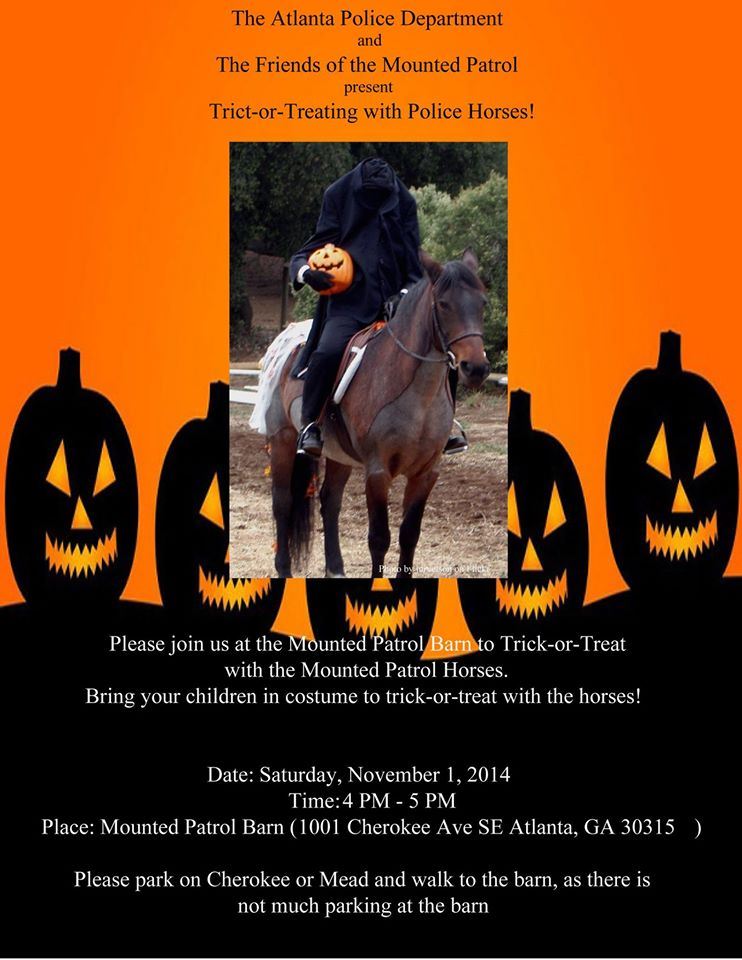 The Atlanta Police Department
and
The Friends of the Mounted Patrol
present
Trict-or-Treating with Police Horses!
Photo by on Flickr
Please join us at the Mounted Patrol Barn to Trick-or-Treat
with the Mounted Patrol Horses.
Bring your children in costume to trick-or-treat with the horses!
Date: Saturday, November 1, 2014
Time: 4 PM - 5 PM
Place: Mounted Patrol Barn (1001 Cherokee Ave SE Atlanta, GA 30315 )
Please park on Cherokee or Mead and walk to the barn, as there is
not much parking at the barn